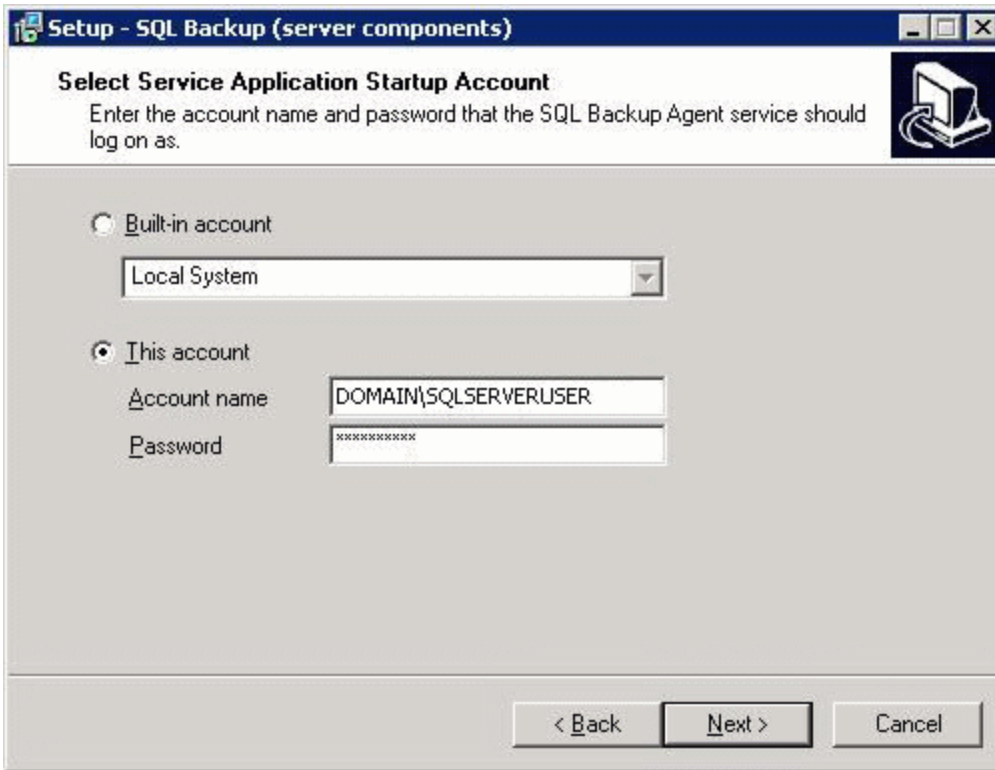 Setup - SQL Backup (server components)
Select Service Application Startup Account
Enter the account name and password that the SQL Backup Agent service should
log on as.
Built-in account
Local System
This account
Account name DOMAIN\SQLSERVERUSER
Password xxxxxxxxxx
< Back Next > Cancel